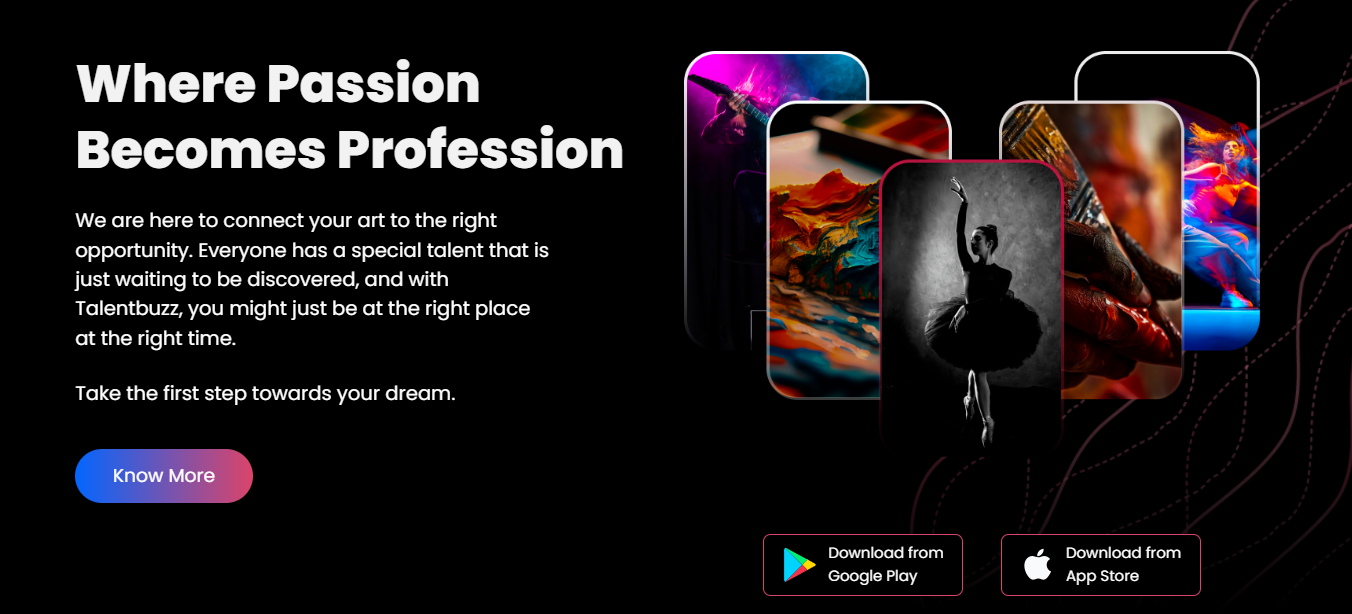 Where Passion
Becomes Profession
We are here to connect your art to the right
opportunity. Everyone has a special talent that is
just waiting to be discovered, and with
Talentbuzz, you might just be at the right place
at the right time.
Take the first step towards your dream.
Know More
Download from
Google Play
Download from
App Store